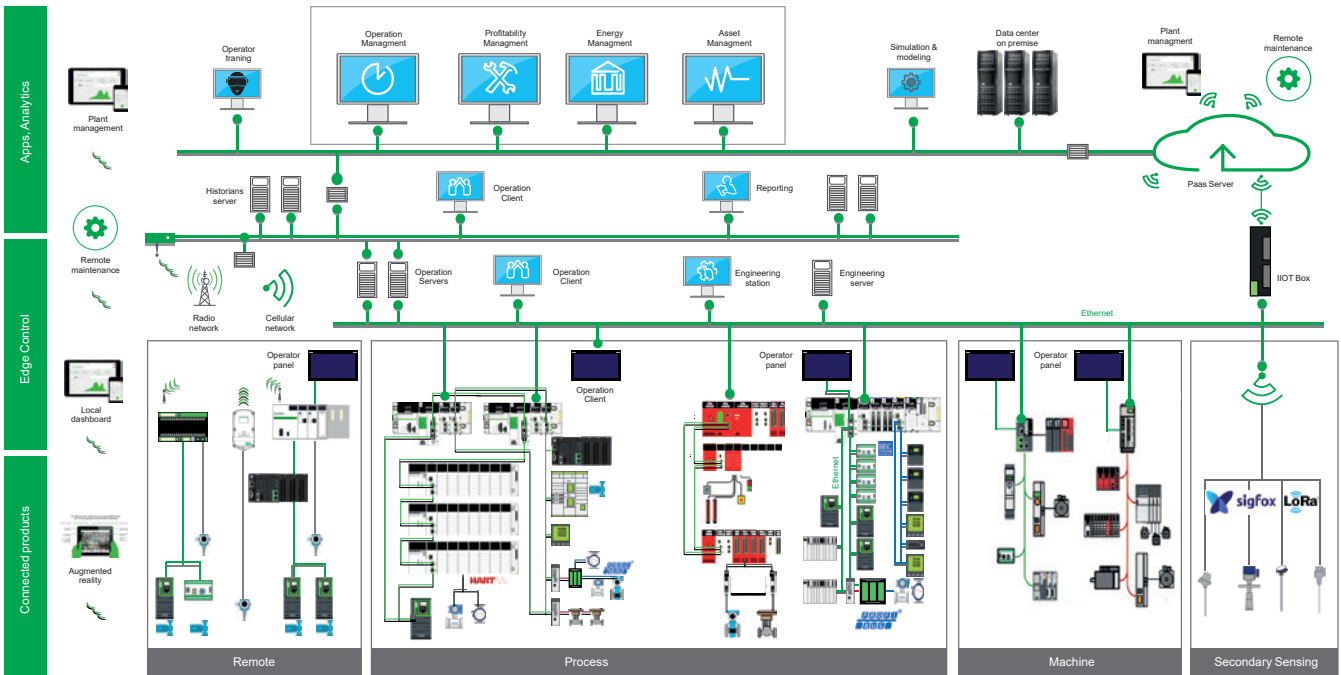 Apps, Analytics
Edge Control
Connected products
Plant
management
Remote
maintenance
Local
dashboard
Augmented
reality
Operator
traning
Operation
Managment
Profitability
Managment
Energy
Managment
Asset
Managment
Simulation &
modeling
Data center
on premise
Plant
managment
Remote
maintenance
Paas Server
Historians
server
Operation
Client
Reporting
IIOT Box
Radio
network
Cellular
network
Operation
Servers
Operation
Client
Engineering
station
Engineering
server
Ethernet
Operator
panel
Operation
Client
Operator
panel
Operator
panel
Ethernet
HART
sigfox
LoRa
Remote
Process
Machine
Secondary Sensing